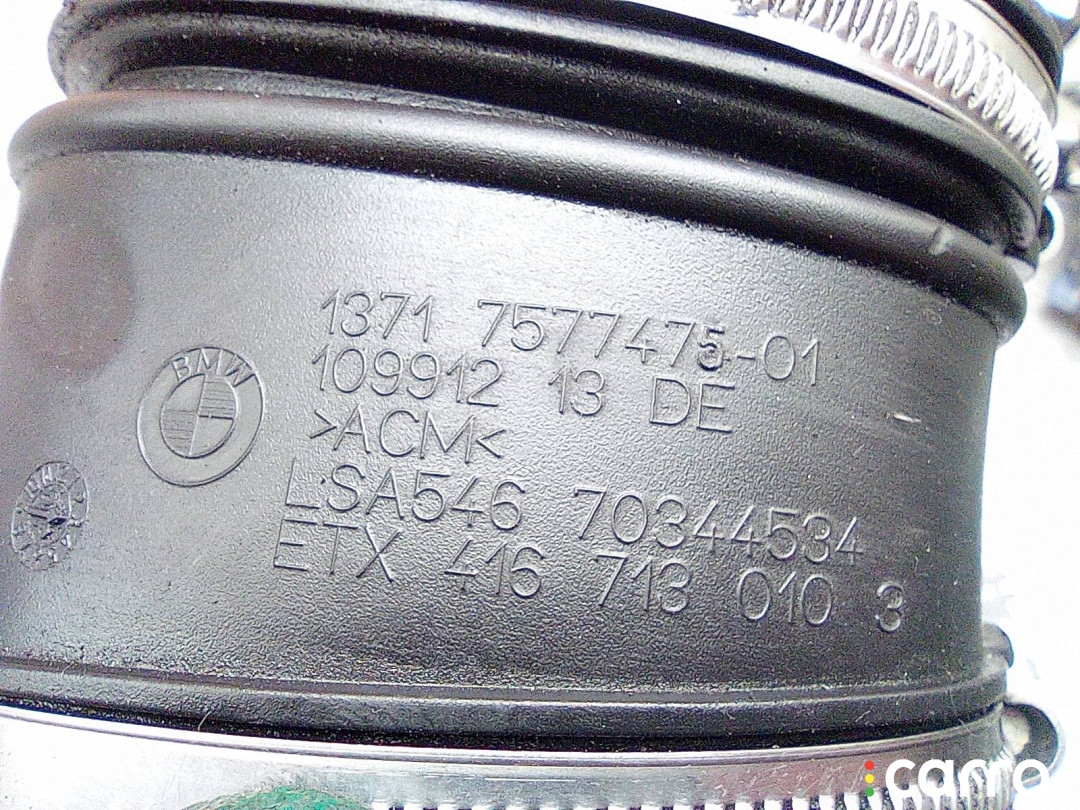 1371 7577475-01
109912 13 DE
>ACM<
LSA546 70344534
ETX 416 713 010 3
BMW
carro